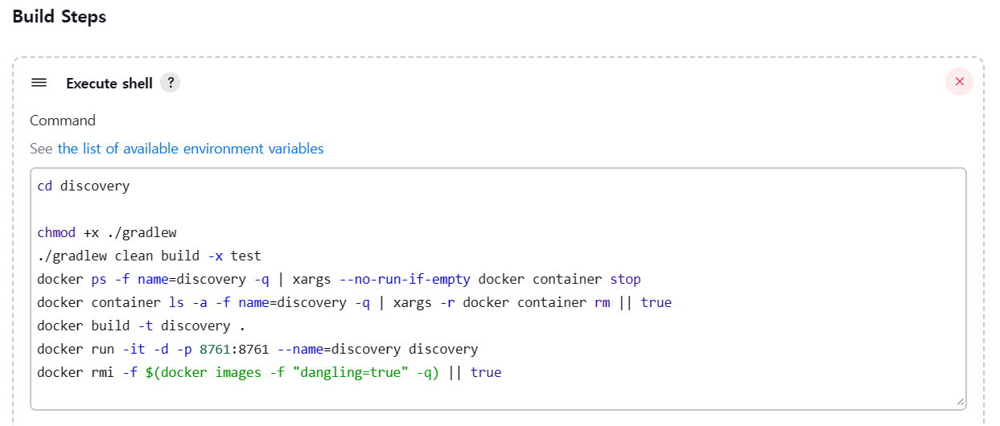 Build Steps
Execute shell ?
Command
See the list of available environment variables
cd discovery
chmod +x ./gradlew
./gradlew clean build -x test
docker ps -f name=discovery -q | xargs --no-run-if-empty docker container stop
docker container ls -a -f name=discovery -q | xargs -r docker container rm || true
docker build -t discovery .
docker run -it -d -p 8761:8761 --name=discovery discovery
docker rmi -f $(docker images -f "dangling=true" -q) || true